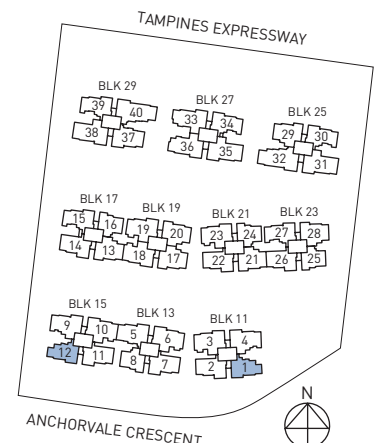 TAMPINES EXPRESSWAY
BLK 29
39 40
38 37
BLK 27
33 34
36 35
BLK 25
29 30
32 31
BLK 17
15 16
14 13
BLK 19
19 20
18 17
BLK 21
23 24
22 21
BLK 23
27 28
26 25
BLK 15
9 10
12 11
BLK 13
5 6
8 7
BLK 11
3 4
2 1
N
ANCHORVALE CRESCENT